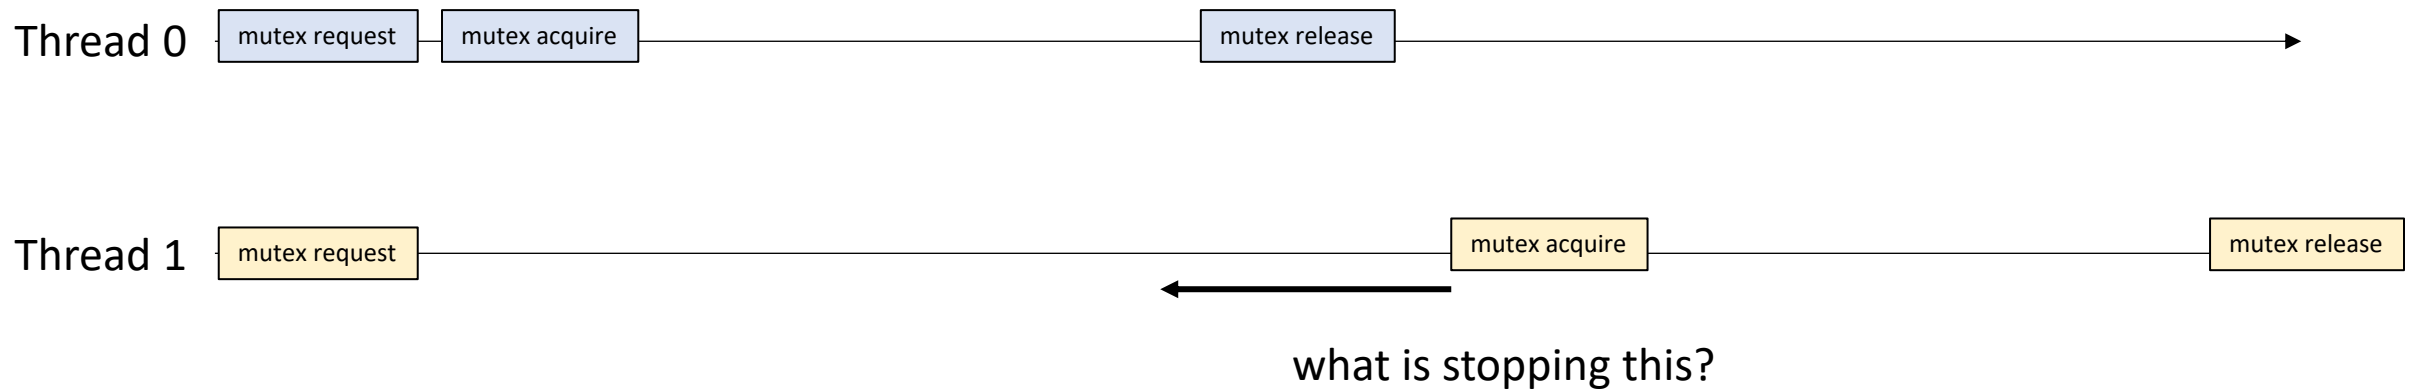 Thread 0
mutex request
mutex acquire
mutex release
Thread 1
mutex request
mutex acquire
mutex release
what is stopping this?